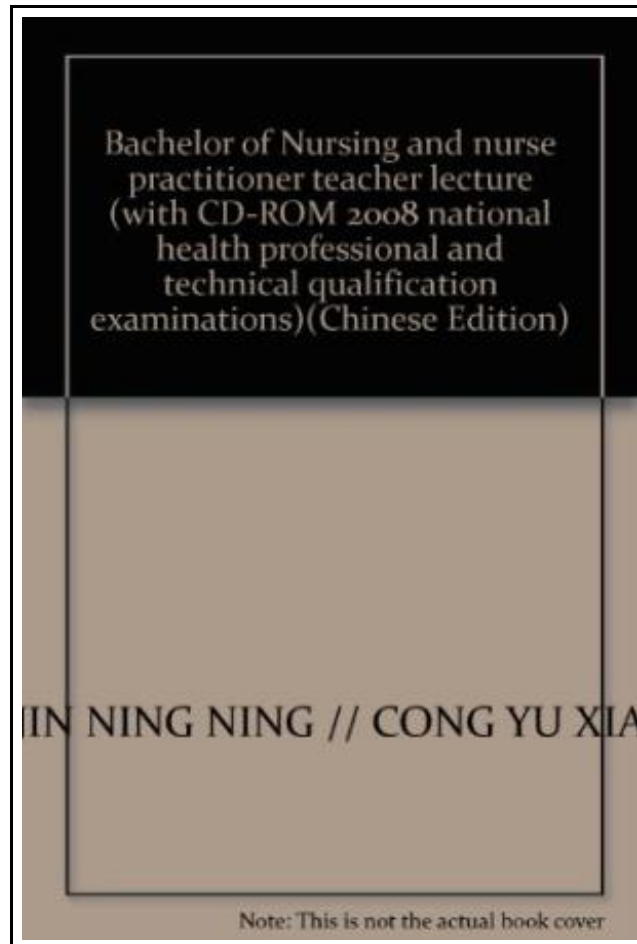 Bachelor of Nursing and nurse
practitioner teacher lecture
(with CD-ROM 2008 national
health professional and
technical qualification
examinations)(Chinese Edition)
NING NING // CONG YU
Note: This is not the actual book cover